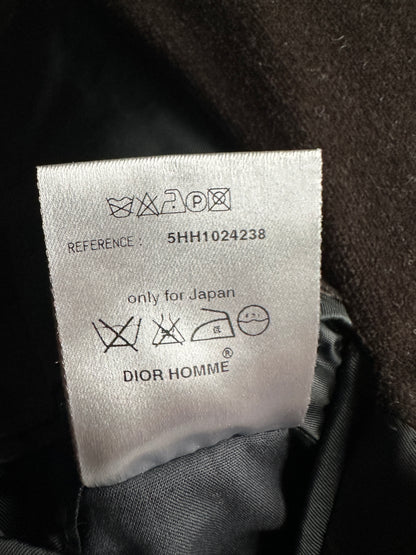 P
REFERENCE : 5HH1024238
only for Japan
DIOR HOMME®